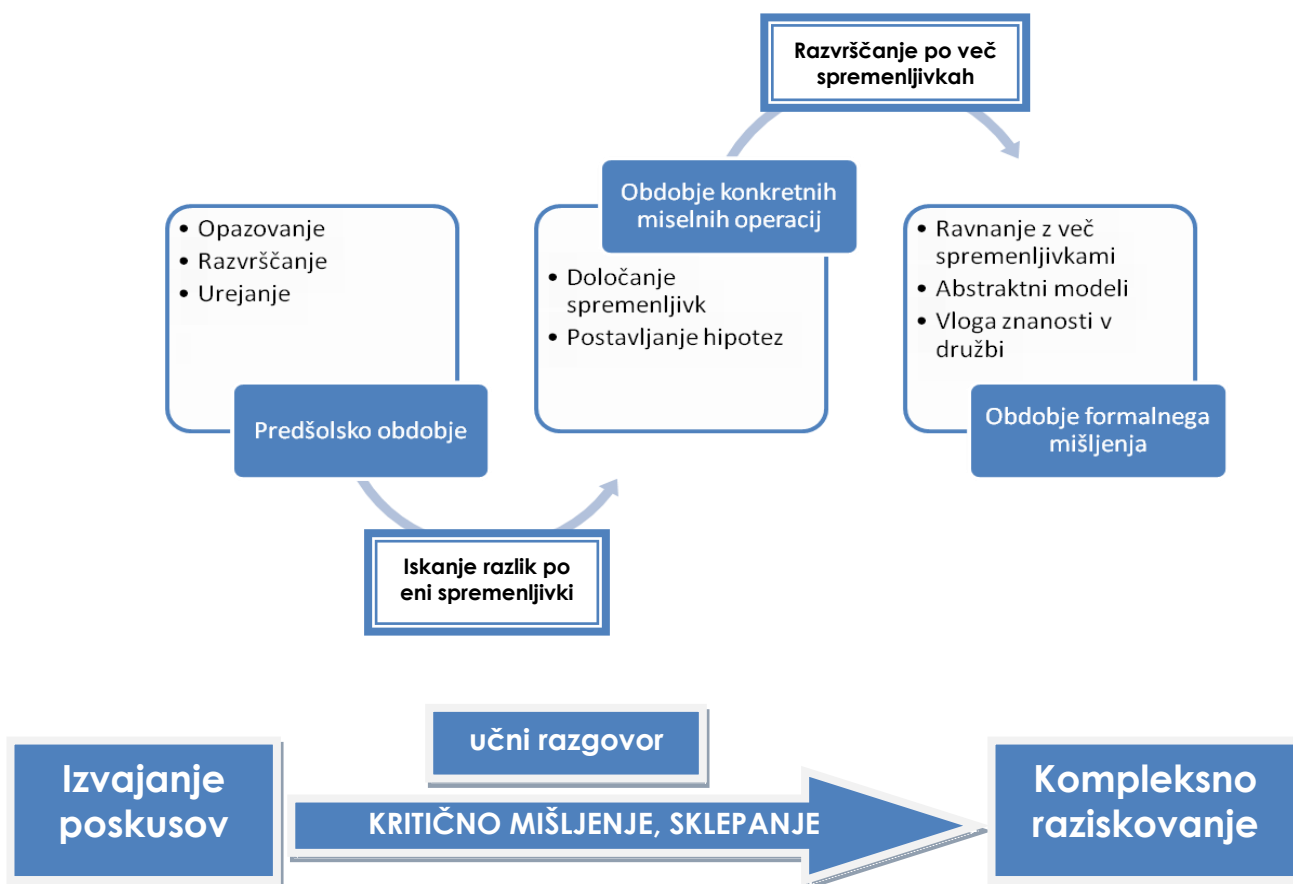 Razvrščanje po več
spremenljivkah
Obdobje konkretnih
miselnih operacij
• Opazovanje
• Razvrščanje
• Urejanje
Predšolsko obdobje
• Določanje
spremenljivk
• Postavljanje hipotez
• Ravnanje z več
spremenljivkami
• Abstraktni modeli
• Vloga znanosti v
družbi
Obdobje formalnega
mišljenja
Iskanje razlik po
eni spremenljivki
učni razgovor
Izvajanje
poskusov
KRITIČNO MIŠLJENJE, SKLEPANJE
Kompleksno
raziskovanje